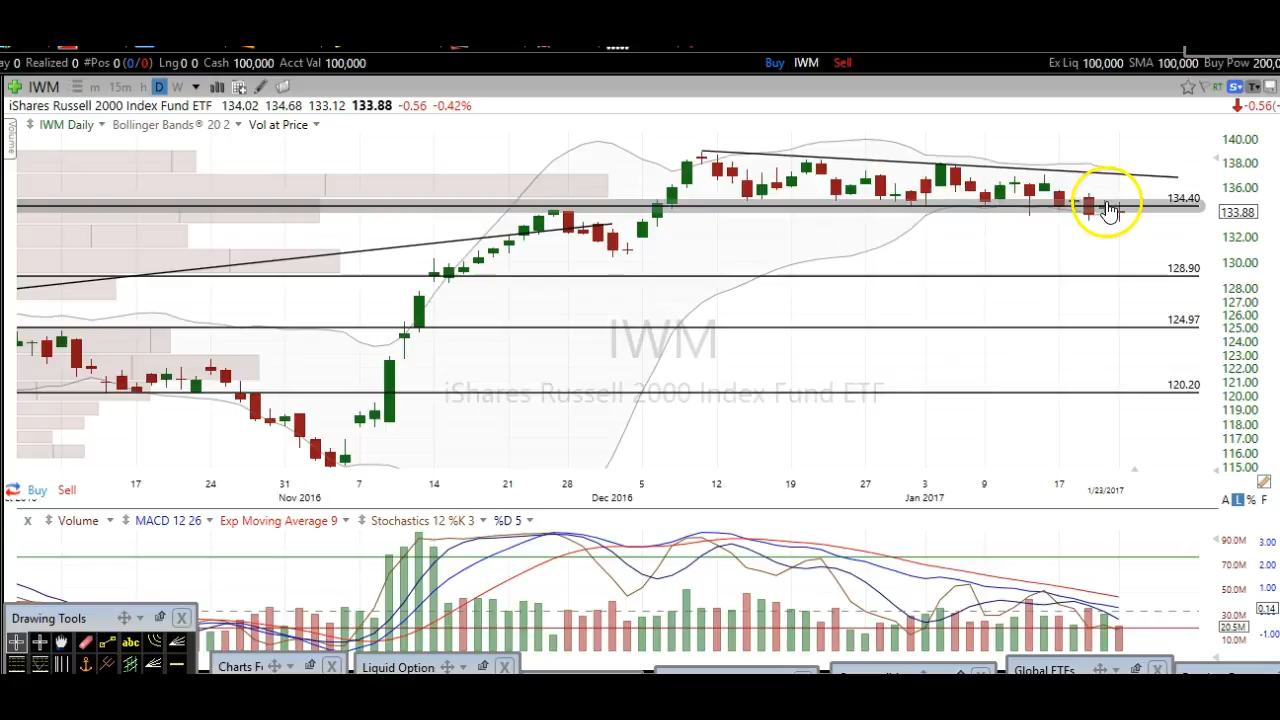 ay 0 Realized 0 #Pos 0 (0/0) Lng 0 0 Cash 100,000 Acct Val 100,000 Buy IWM Sell Ex Liq 100,000 SMA 100,000 Buy Pow 200,0
IWM m 15m h D W RT S T
iShares Russell 2000 Index Fund ETF 134.02 134.68 133.12 133.88 -0.56 -0.42% -0.56(-
IWM Daily Bollinger Bands® 20 2 Vol at Price
Volume
140.00
138.00
136.00
134.40
133.88
132.00
130.00
128.90
128.00
127.00
126.00
124.97
125.00
124.00
123.00
122.00
121.00
120.20
120.00
119.00
118.00
117.00
116.00
115.00
IWM
iShares Russell 2000 Index Fund ETF
17 24 31 7 14 21 28 5 12 19 27 3 9 17 1/23/2017
Nov 2016 Dec 2016 Jan 2017
Buy Sell
A L % F
x Volume MACD 12 26 Exp Moving Average 9 Stochastics 12 %K 3 %D 5
90.0M 3.00
70.0M 2.00
50.0M 1.00
30.0M 0.14
20.5M
10.0M -1.00
Drawing Tools X
abc
Charts F X Liquid Option X Global ETFs X